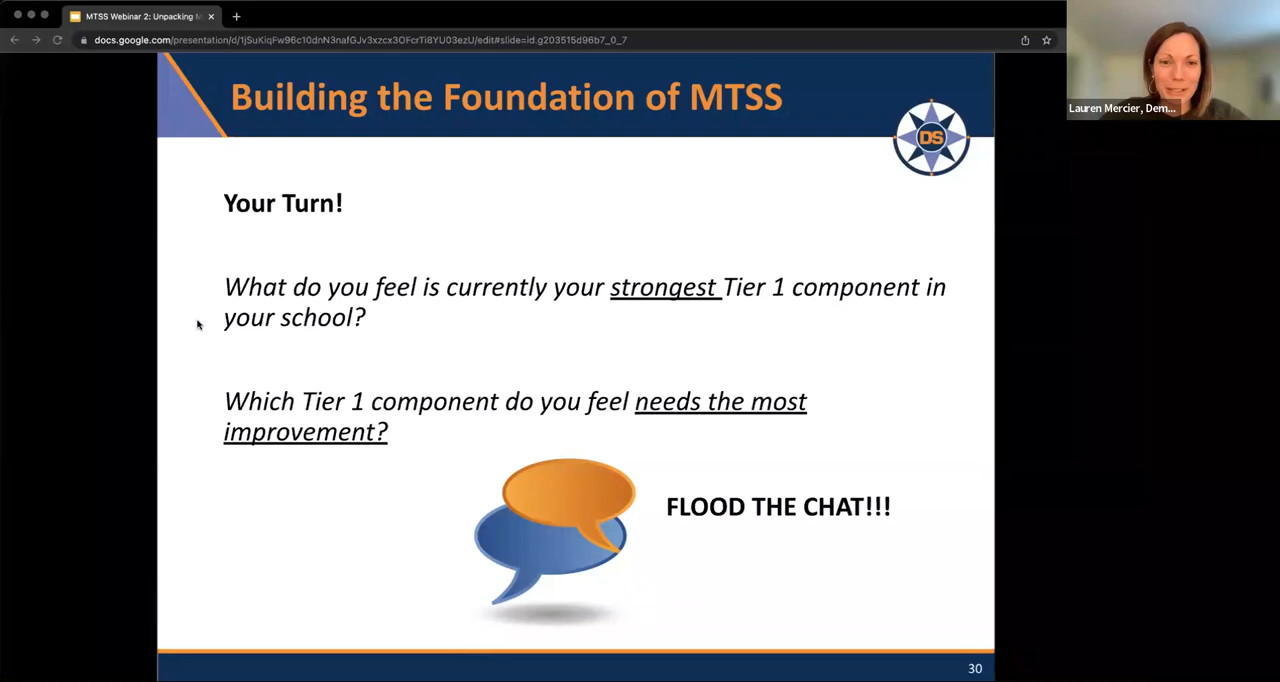 MTSS Webinar 2: Unpacking M
docs.google.com/presentation/d/1jSuKiqFw96c10dnN3nafGJv3xzcx3OFcrTi8YU03ezU/edit#slide=id.g203515d96b7_0_7
Lauren Mercier, Dem...
Building the Foundation of MTSS
DS
Your Turn!
What do you feel is currently your strongest Tier 1 component in
your school?
Which Tier 1 component do you feel needs the most
improvement?
FLOOD THE CHAT!!!
30